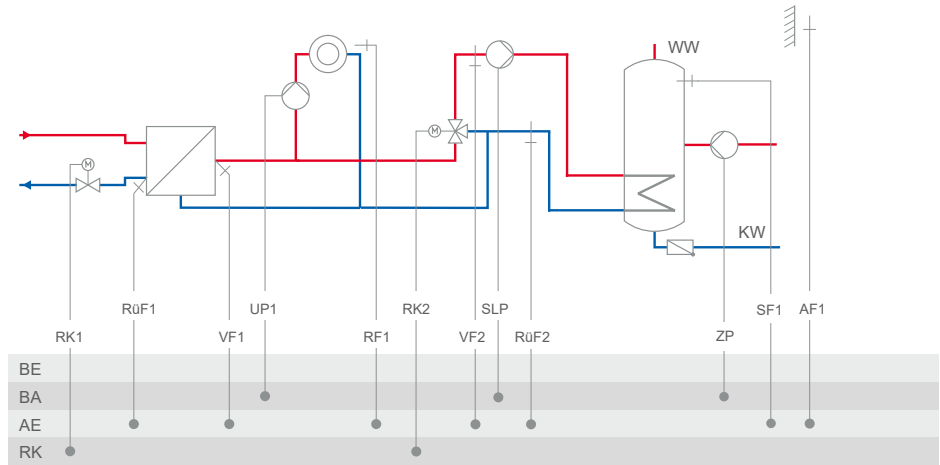 WW
M
M
KW
RüF1 UP1 RK2 SLP SF1 AF1
RK1 VF1 RF1 VF2 RüF2 ZP
BE
BA
AE
RK